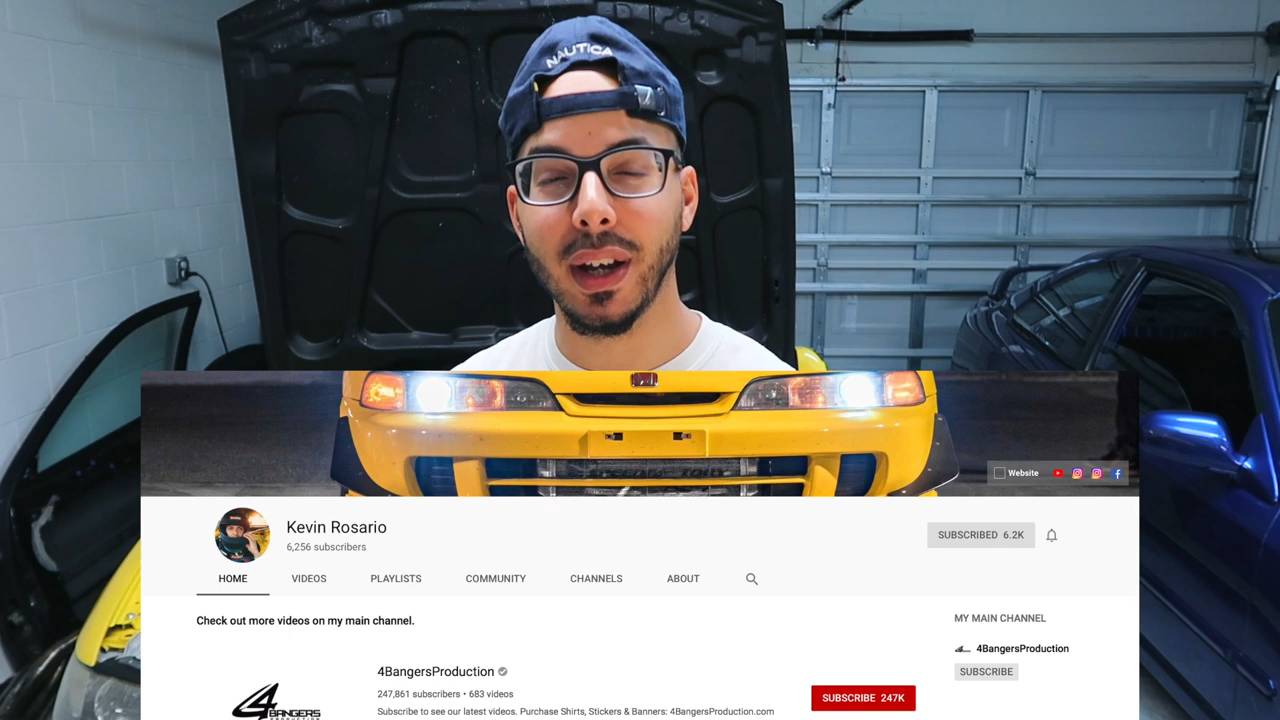 NAUTICA
Website
Kevin Rosario
6,256 subscribers
SUBSCRIBED 6.2K
HOME VIDEOS PLAYLISTS COMMUNITY CHANNELS ABOUT
Check out more videos on my main channel.
MY MAIN CHANNEL
4BangersProduction
SUBSCRIBE
4BangersProduction
247,861 subscribers • 683 videos
SUBSCRIBE 247K
Subscribe to see our latest videos. Purchase Shirts, Stickers & Banners: 4BangersProduction.com
4BANGERS
PRODUCTION